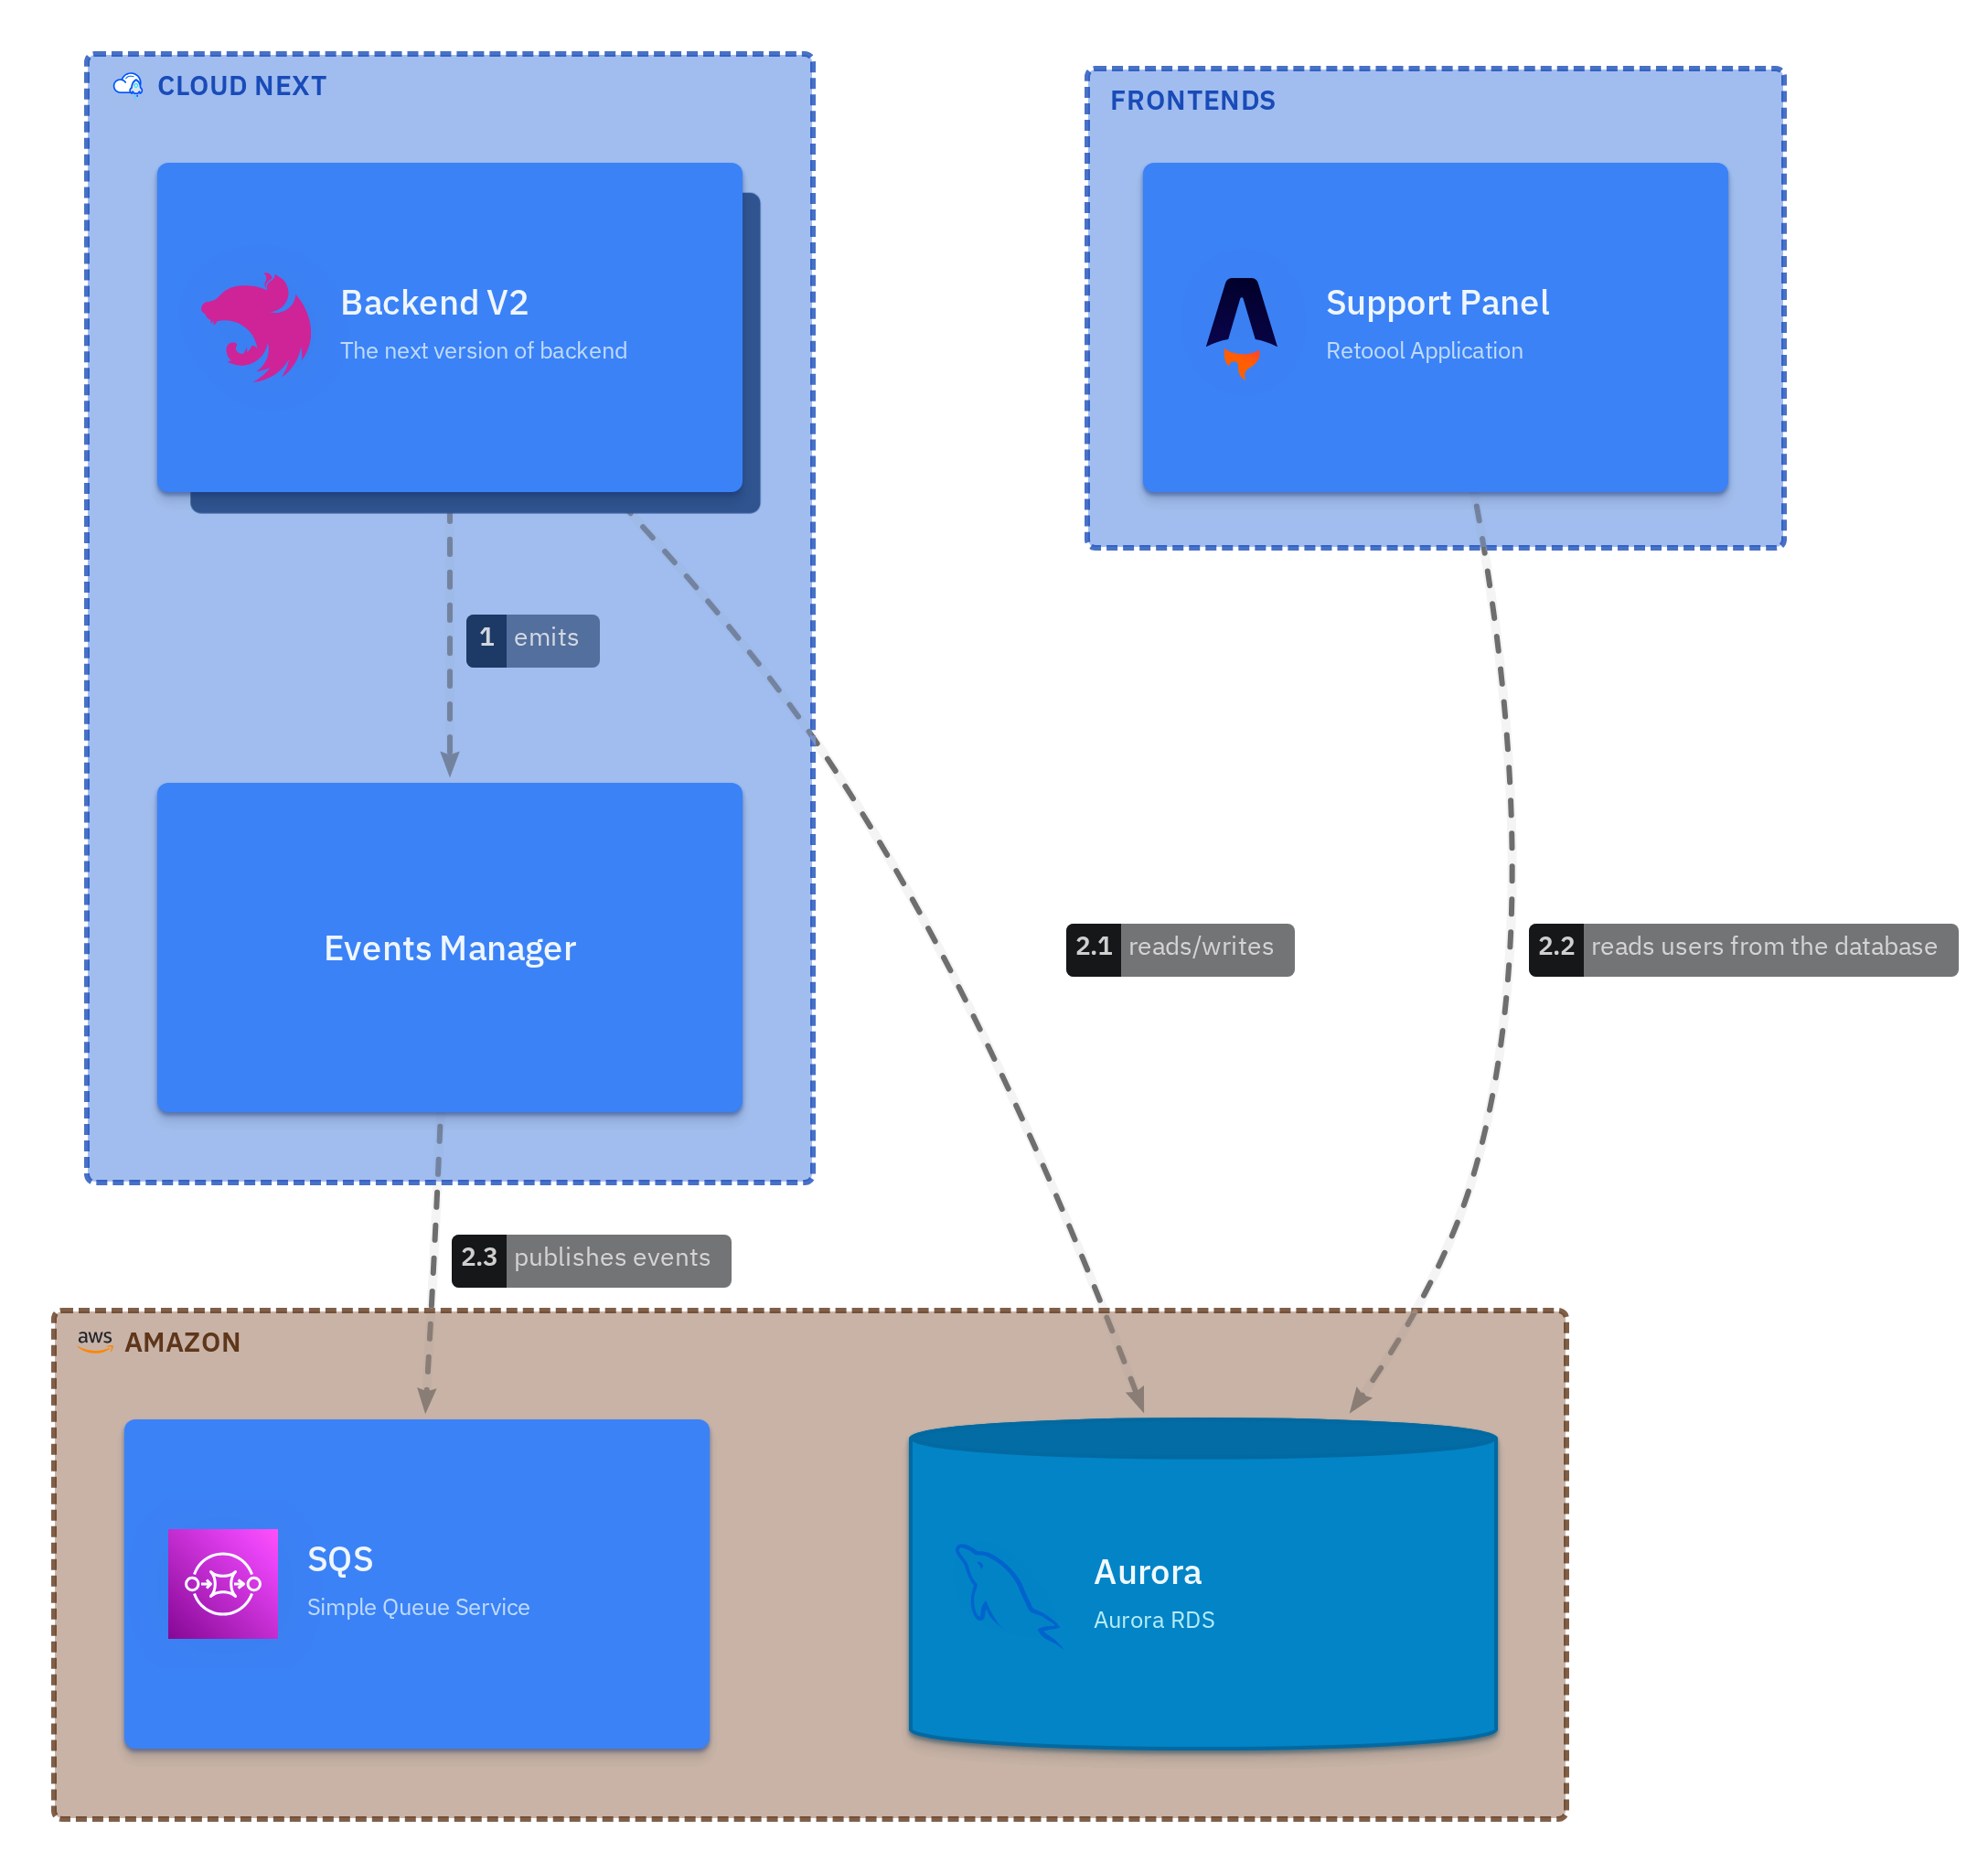 CLOUD NEXT
FRONTENDS
Backend V2
The next version of backend
Support Panel
Retoool Application
1 emits
Events Manager
2.1 reads/writes
2.2 reads users from the database
2.3 publishes events
aws AMAZON
SQS
Simple Queue Service
Aurora
Aurora RDS